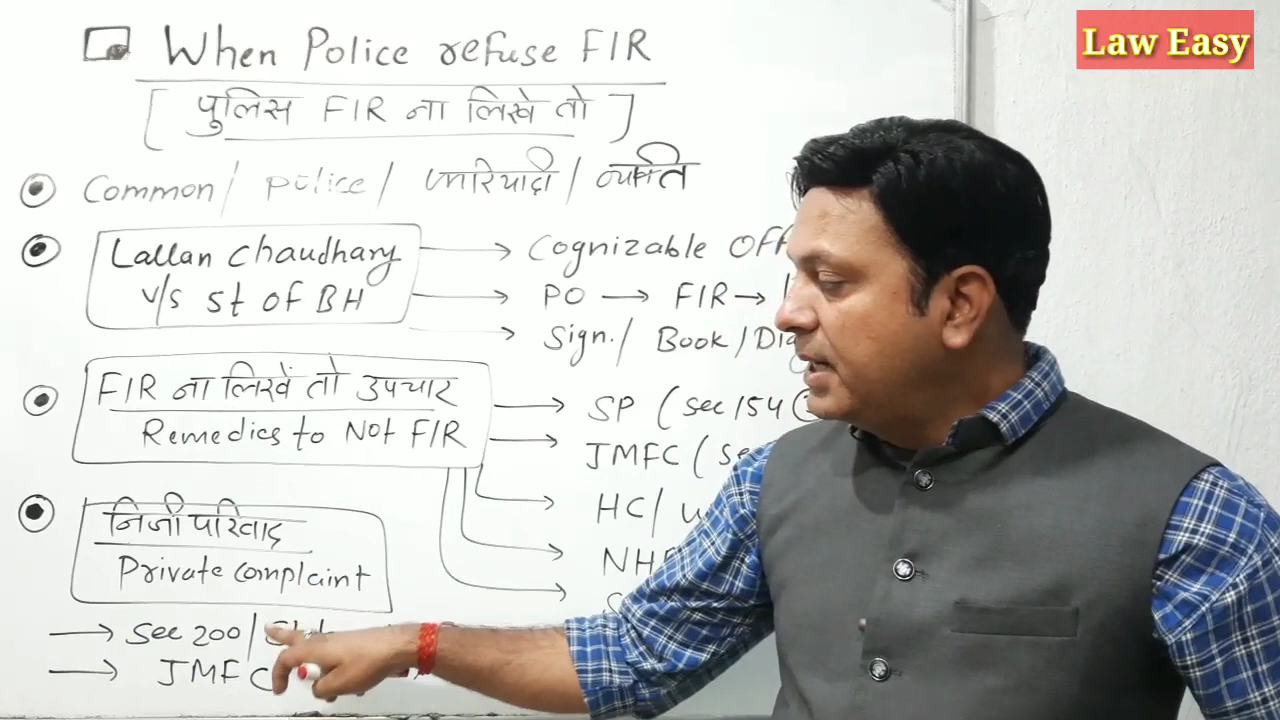 Law Easy
When Police refuse FIR
[ पुलिस FIR ना लिखे तो ]
Common / police / फरियादी / व्यक्ति
Lallan Chaudhary
v/s St of BH
→ Cognizable Off
→ PO → FIR →
→ Sign./ Book / Dia
FIR ना लिखें तो उपचार
Remedies to Not FIR
→ SP ( Sec 154
→ JMFC ( Se
→ HC/
→ NH
निजी परिवाद
Private Complaint
→ Sec 200 /
→ JMFC